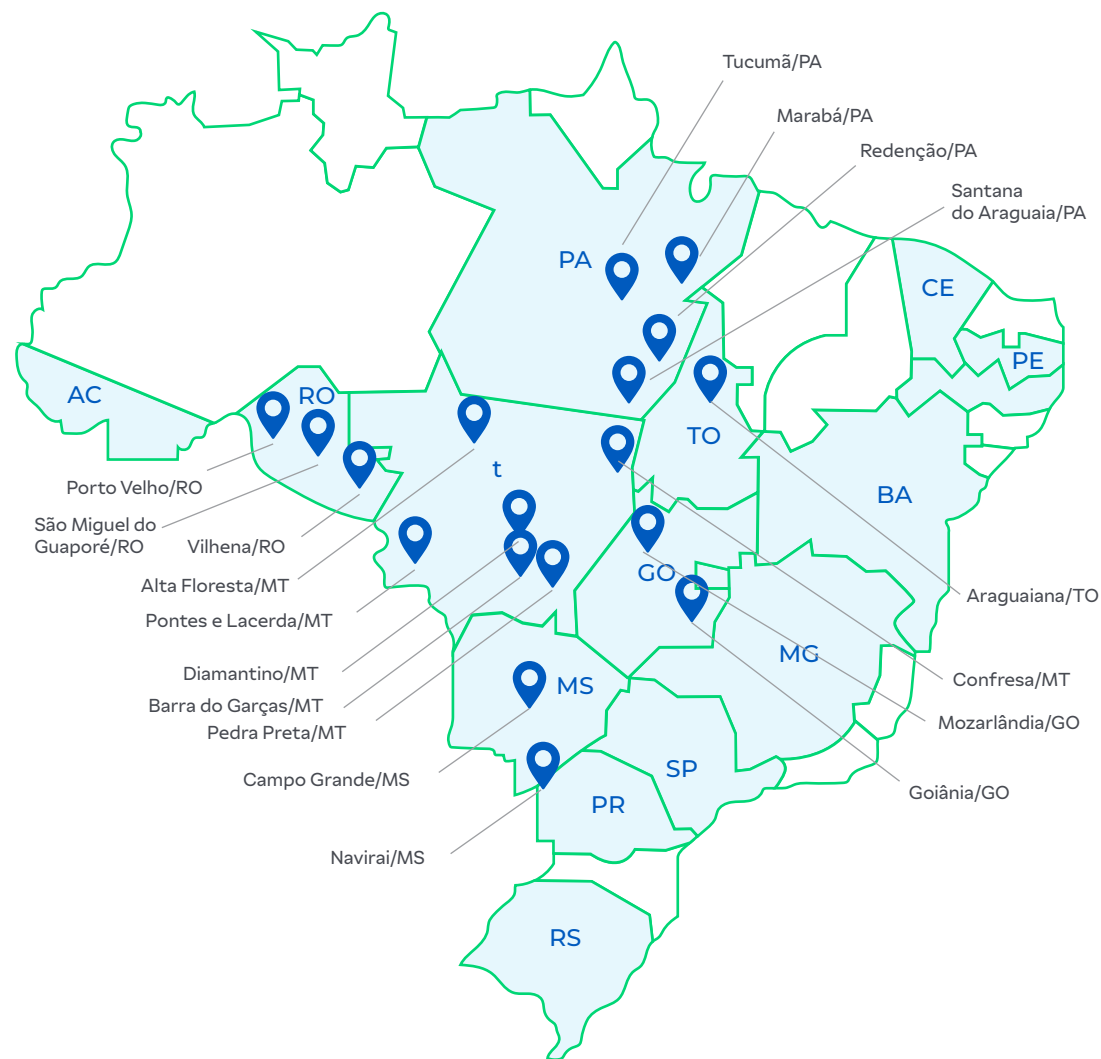 Tucumã/PA
Marabá/PA
Redenção/PA
Santana
do Araguaia/PA
PA
CE
PE
AC
RO
TO
t
BA
Porto Velho/RO
São Miguel do
Guaporé/RO
Vilhena/RO
Alta Floresta/MT
Pontes e Lacerda/MT
GO
Araguaiana/TO
MG
Diamantino/MT
Barra do Garças/MT
Pedra Preta/MT
MS
Confresa/MT
Mozarlândia/GO
Campo Grande/MS
SP
Goiânia/GO
PR
Navirai/MS
RS